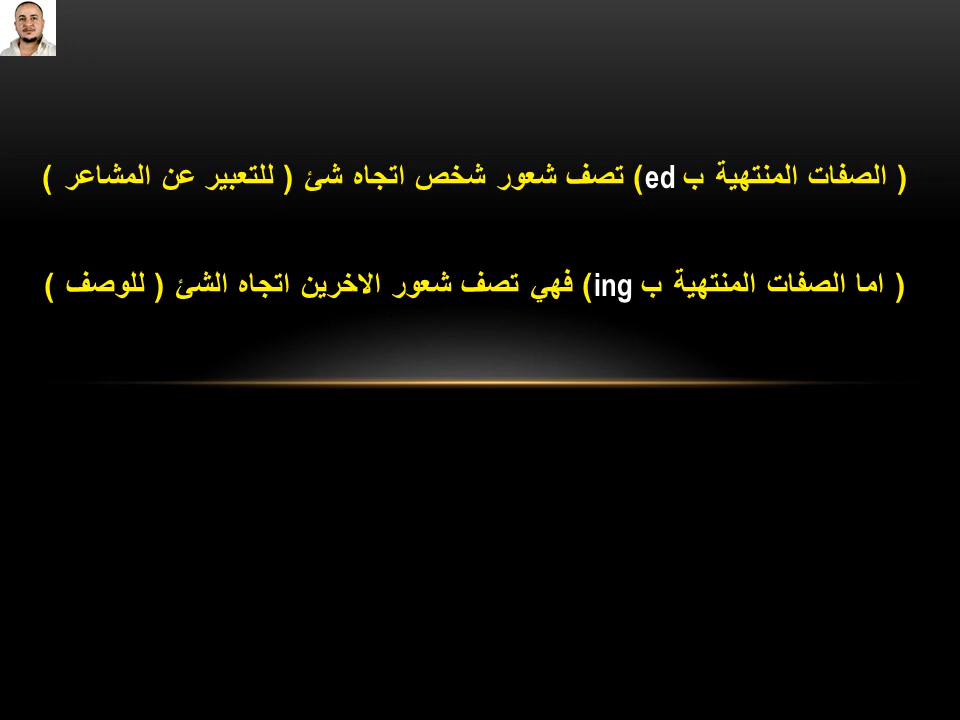 ( الصفات المنتهية ب ed) تصف شعور شخص اتجاه شئ ( للتعبير عن المشاعر )
( اما الصفات المنتهية ب ing) فهي تصف شعور الاخرين اتجاه الشئ ( للوصف )